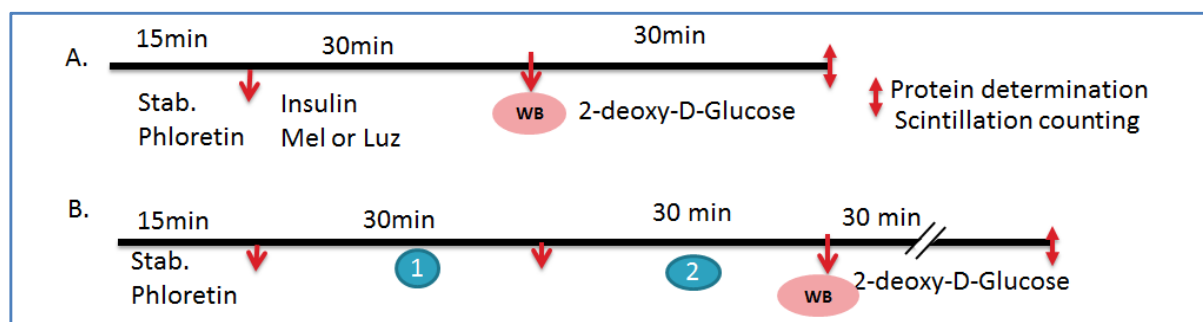 15min 30min 30min
A.
Stab. Insulin WB 2-deoxy-D-Glucose Protein determination
Phloretin Mel or Luz Scintillation counting
B. 15min 30min 30 min 30 min
Stab. 1 2
Phloretin WB 2-deoxy-D-Glucose